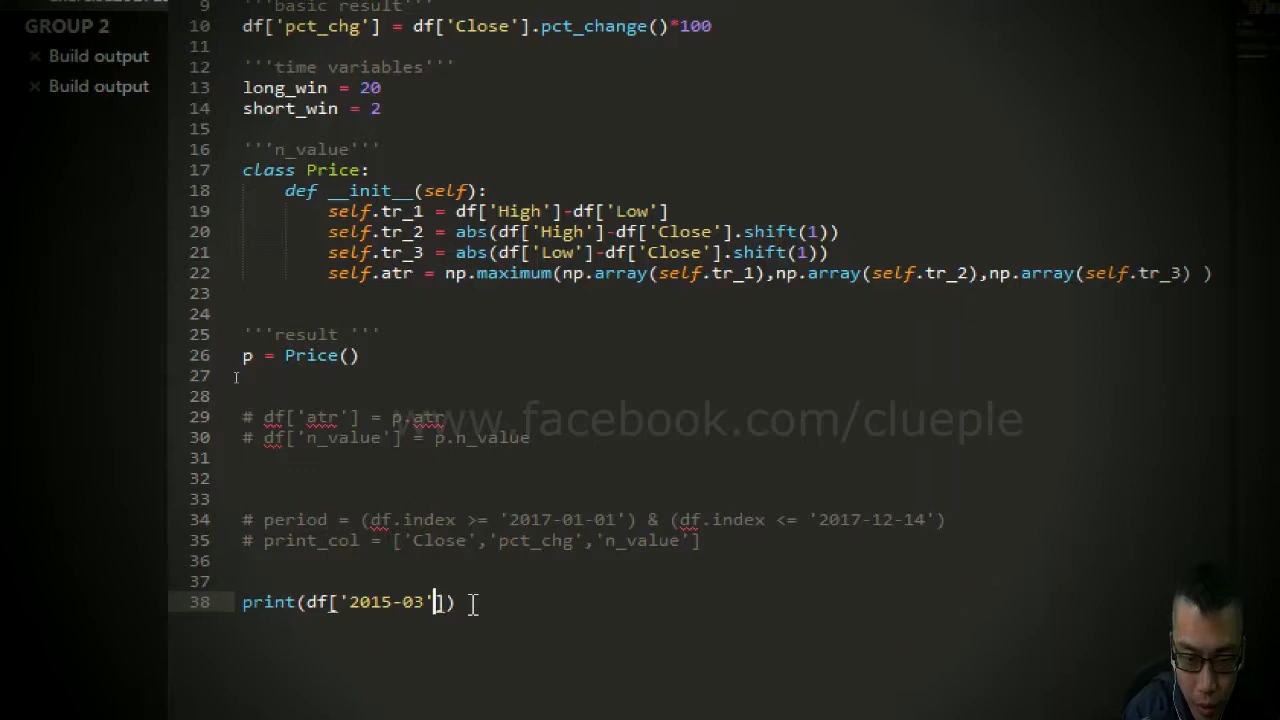 GROUP 2
× Build output
× Build output
9 '''basic result'''
10 df['pct_chg'] = df['Close'].pct_change()*100
11
12 '''time variables'''
13 long_win = 20
14 short_win = 2
15
16 '''n_value'''
17 class Price:
18 def __init__(self):
19 self.tr_1 = df['High']-df['Low']
20 self.tr_2 = abs(df['High']-df['Close'].shift(1))
21 self.tr_3 = abs(df['Low']-df['Close'].shift(1))
22 self.atr = np.maximum(np.array(self.tr_1),np.array(self.tr_2),np.array(self.tr_3) )
23
24
25 '''result '''
26 p = Price()
27
28
29 # df['atr'] = p.atr
www.facebook.com/clueple
30 # df['n_value'] = p.n_value
31
32
33
34 # period = (df.index >= '2017-01-01') & (df.index <= '2017-12-14')
35 # print_col = ['Close','pct_chg','n_value']
36
37
38 print(df['2015-03'])